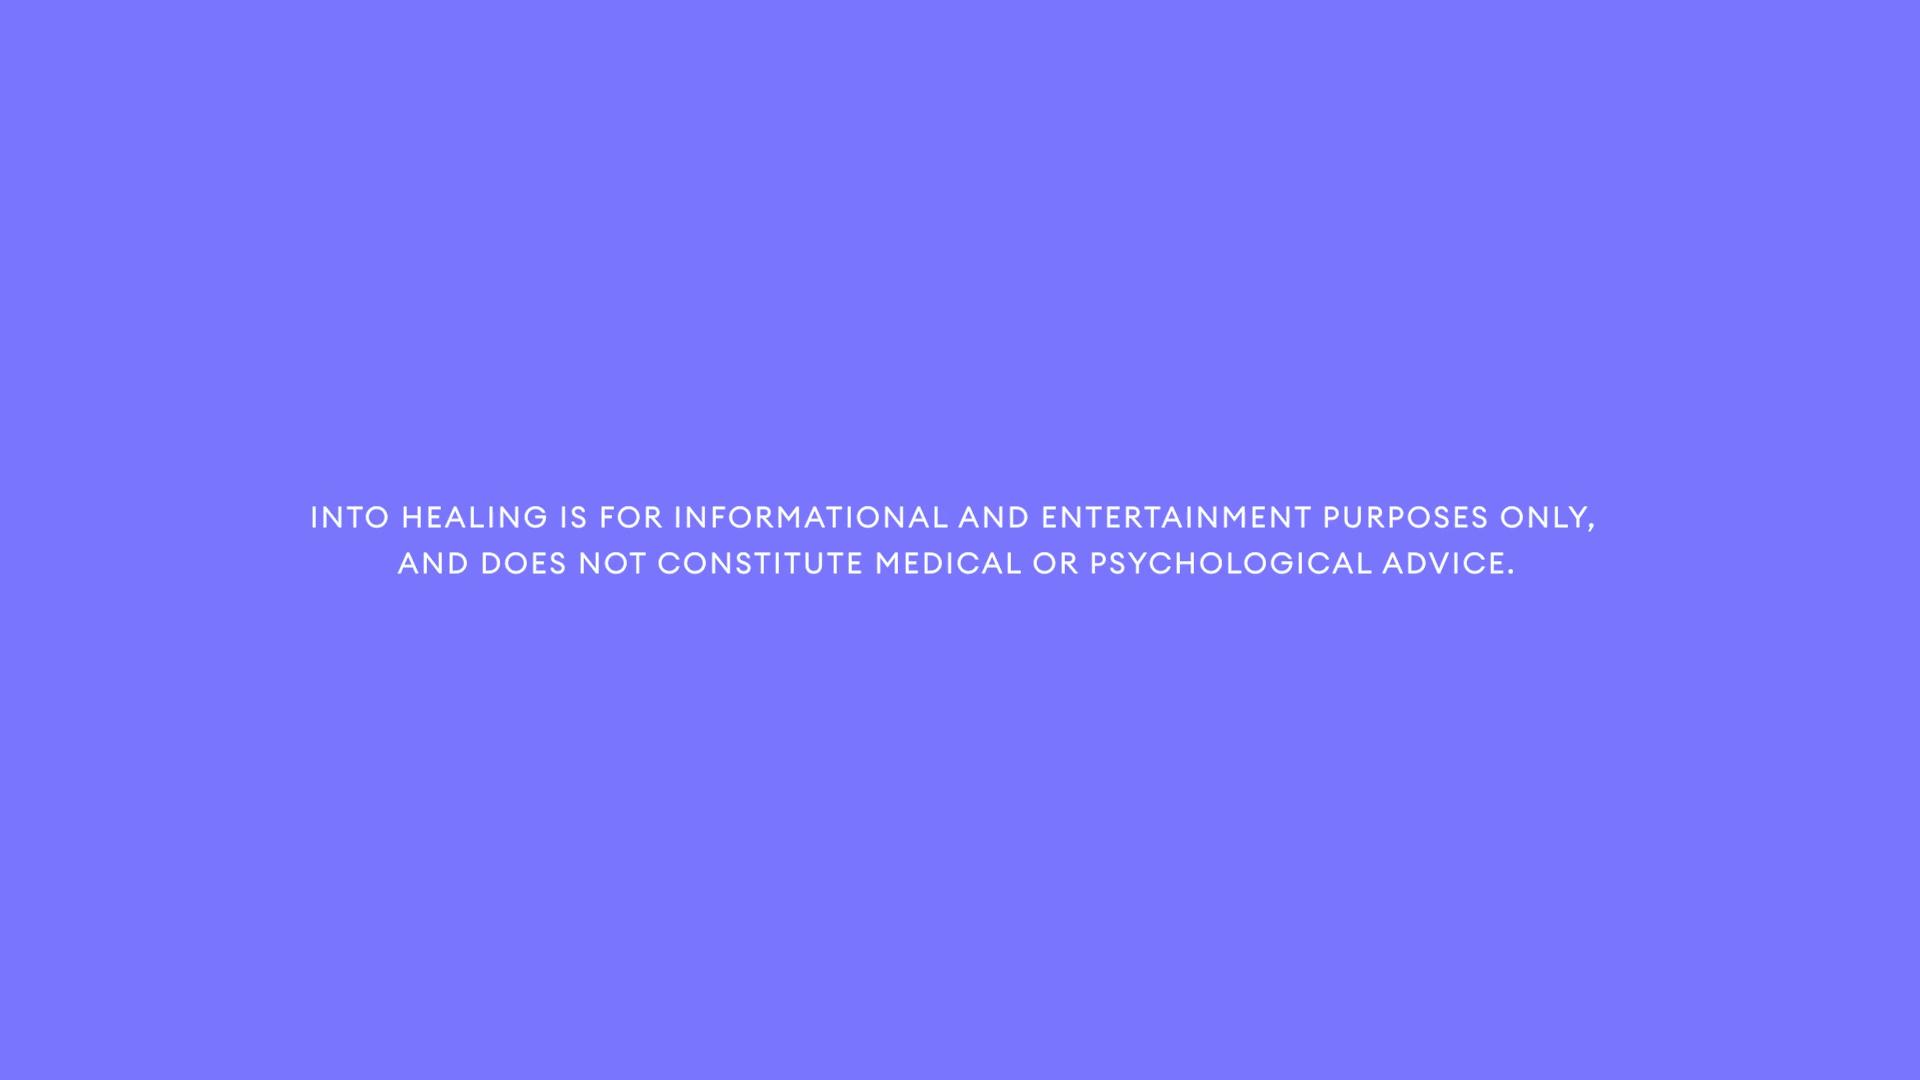 INTO HEALING IS FOR INFORMATIONAL AND ENTERTAINMENT PURPOSES ONLY,
AND DOES NOT CONSTITUTE MEDICAL OR PSYCHOLOGICAL ADVICE.